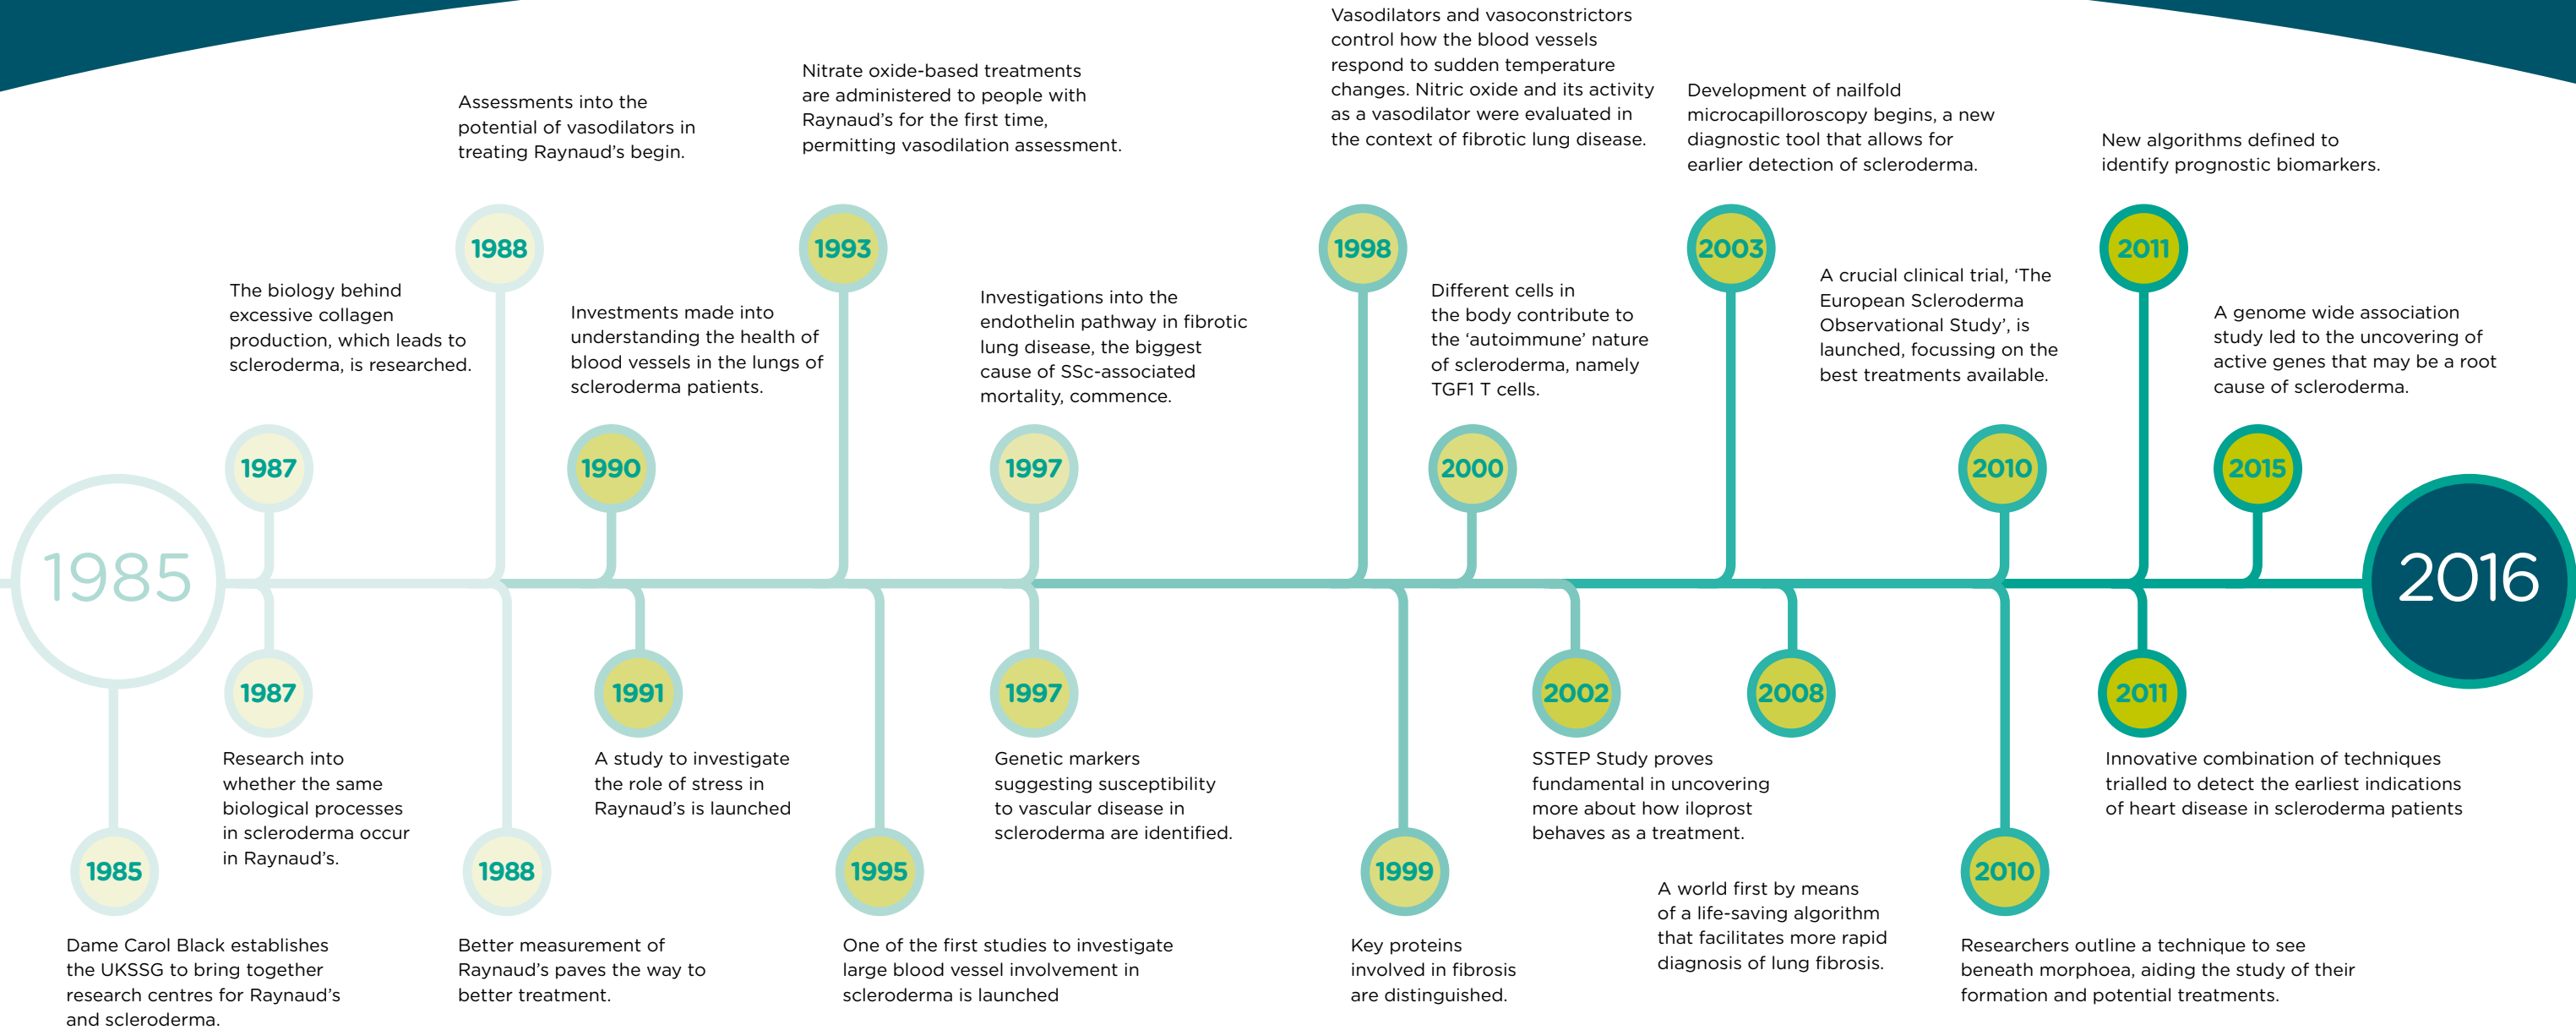 Vasodilators and vasoconstrictors
control how the blood vessels
respond to sudden temperature
changes. Nitric oxide and its activity
as a vasodilator were evaluated in
the context of fibrotic lung disease.
Nitrate oxide-based treatments
are administered to people with
Raynaud's for the first time,
permitting vasodilation assessment.
Assessments into the
potential of vasodilators in
treating Raynaud's begin.
Development of nailfold
microcapilloroscopy begins, a new
diagnostic tool that allows for
earlier detection of scleroderma.
New algorithms defined to
identify prognostic biomarkers.
1988
1993
1998
2003
2011
The biology behind
excessive collagen
production, which leads to
scleroderma, is researched.
Investments made into
understanding the health of
blood vessels in the lungs of
scleroderma patients.
Investigations into the
endothelin pathway in fibrotic
lung disease, the biggest
cause of SSc-associated
mortality, commence.
Different cells in
the body contribute to
the 'autoimmune' nature
of scleroderma, namely
TGF1 T cells.
A crucial clinical trial, 'The
European Scleroderma
Observational Study', is
launched, focussing on the
best treatments available.
A genome wide association
study led to the uncovering of
active genes that may be a root
cause of scleroderma.
1987
1990
1997
2000
2010
2015
1985
2016
1987
1991
1997
2002
2008
2011
Research into
whether the same
biological processes
in scleroderma occur
in Raynaud's.
A study to investigate
the role of stress in
Raynaud's is launched
Genetic markers
suggesting susceptibility
to vascular disease in
scleroderma are identified.
SSTEP Study proves
fundamental in uncovering
more about how iloprost
behaves as a treatment.
Innovative combination of techniques
trialled to detect the earliest indications
of heart disease in scleroderma patients
1985
1988
1995
1999
2010
Dame Carol Black establishes
the UKSSG to bring together
research centres for Raynaud's
and scleroderma.
Better measurement of
Raynaud's paves the way to
better treatment.
One of the first studies to investigate
large blood vessel involvement in
scleroderma is launched
Key proteins
involved in fibrosis
are distinguished.
A world first by means
of a life-saving algorithm
that facilitates more rapid
diagnosis of lung fibrosis.
Researchers outline a technique to see
beneath morphoea, aiding the study of their
formation and potential treatments.